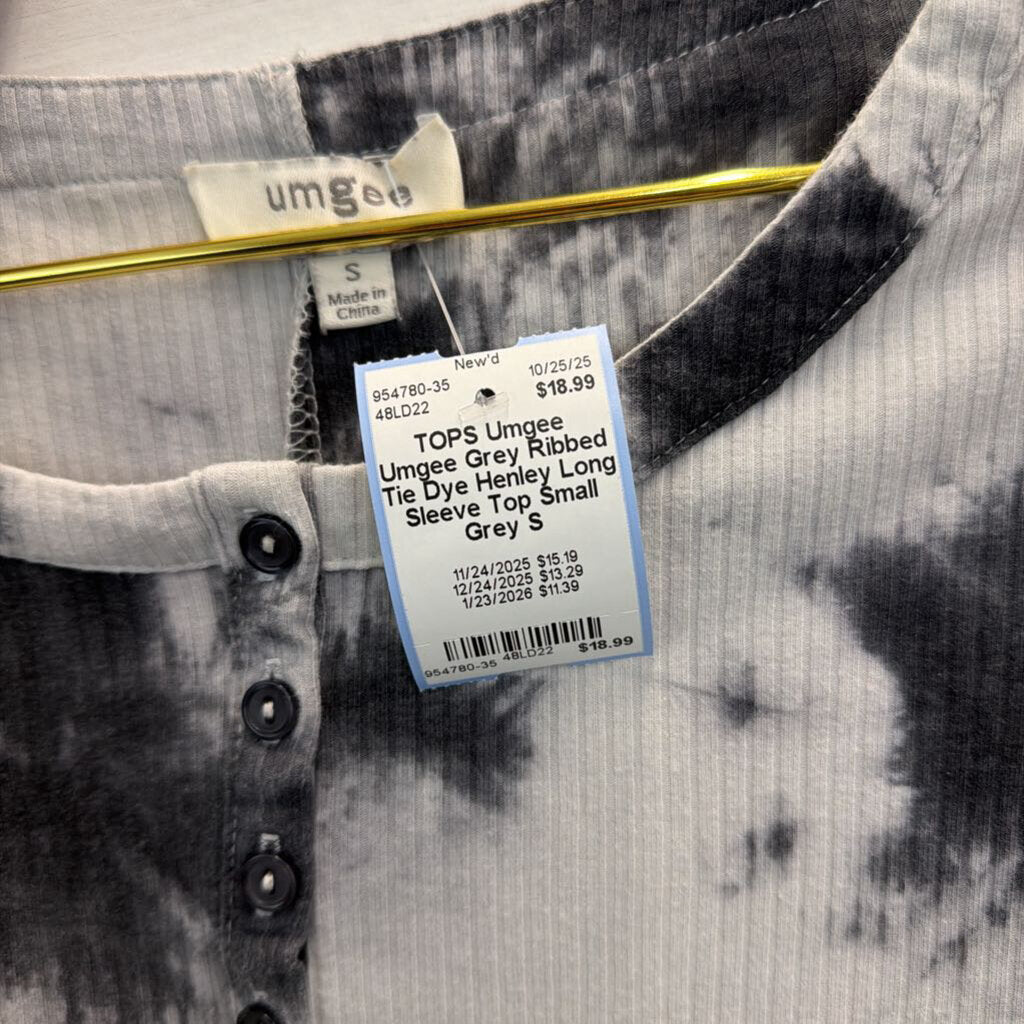 umgee
S
Made in
China
New'd
954780-35 10/25/25
48LD22 $18.99
TOPS Umgee
Umgee Grey Ribbed
Tie Dye Henley Long
Sleeve Top Small
Grey S
11/24/2025 $15.19
12/24/2025 $13.29
1/23/2026 $11.39
954780-35 48LD22 $18.99